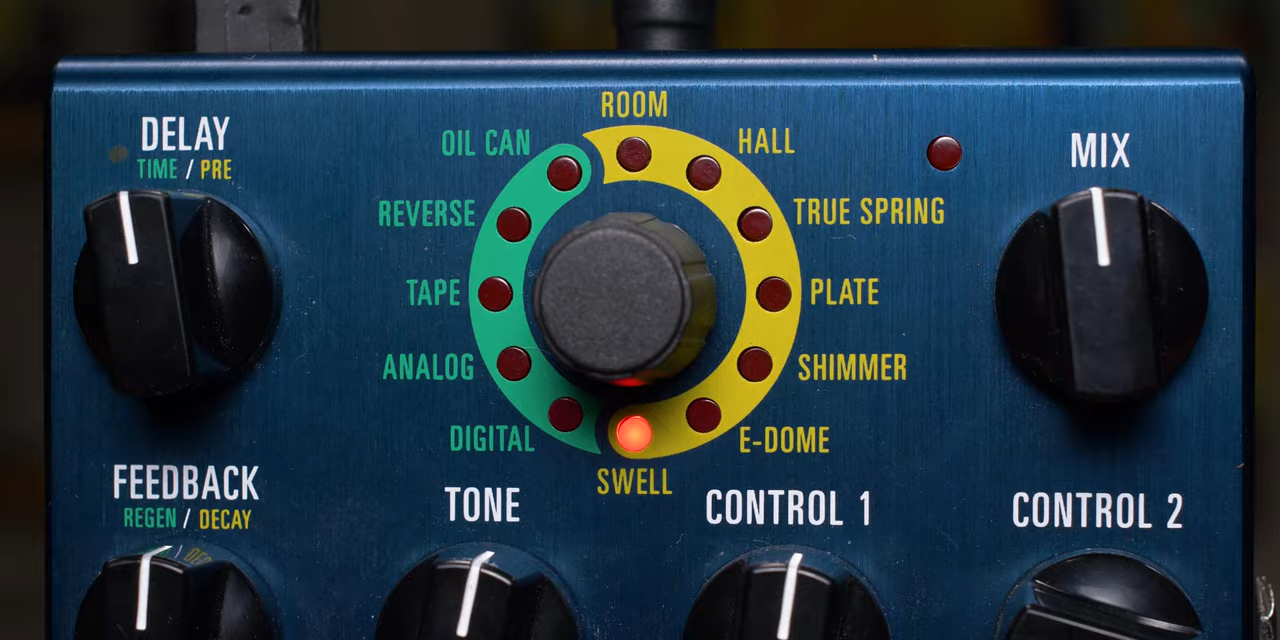 ROOM
DELAY
OIL CAN
HALL
MIX
TIME / PRE
REVERSE
TRUE SPRING
TAPE
PLATE
ANALOG
SHIMMER
DIGITAL
E-DOME
SWELL
FEEDBACK
REGEN / DECAY
TONE
CONTROL 1
CONTROL 2